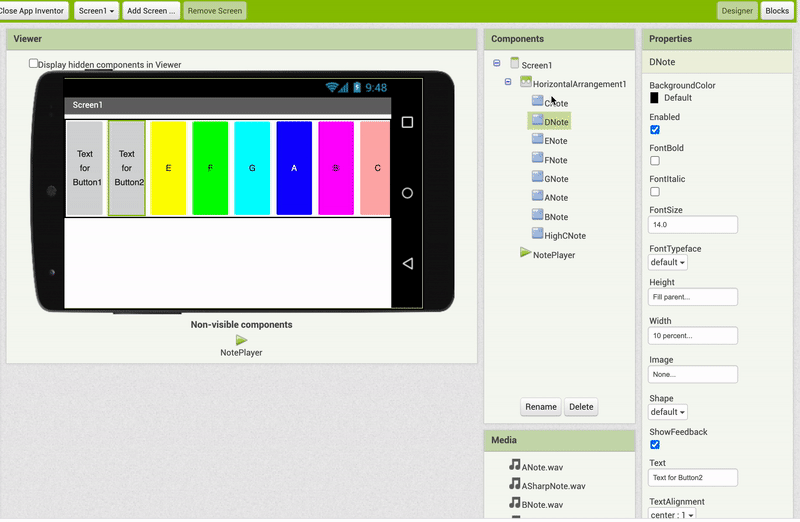 Close App Inventor
Screen1
Add Screen ...
Remove Screen
Designer
Blocks
Viewer
Display hidden components in Viewer
9:48
Screen1
Text for Button1
Text for Button2
E
F
G
A
B
C
Non-visible components
NotePlayer
Components
Screen1
HorizontalArrangement1
CNote
DNote
ENote
FNote
GNote
ANote
BNote
HighCNote
NotePlayer
Rename
Delete
Media
ANote.wav
ASharpNote.wav
BNote.wav
Properties
DNote
BackgroundColor
Default
Enabled
FontBold
FontItalic
FontSize
14.0
FontTypeface
default
Height
Fill parent...
Width
10 percent...
Image
None...
Shape
default
ShowFeedback
Text
Text for Button2
TextAlignment
center : 1